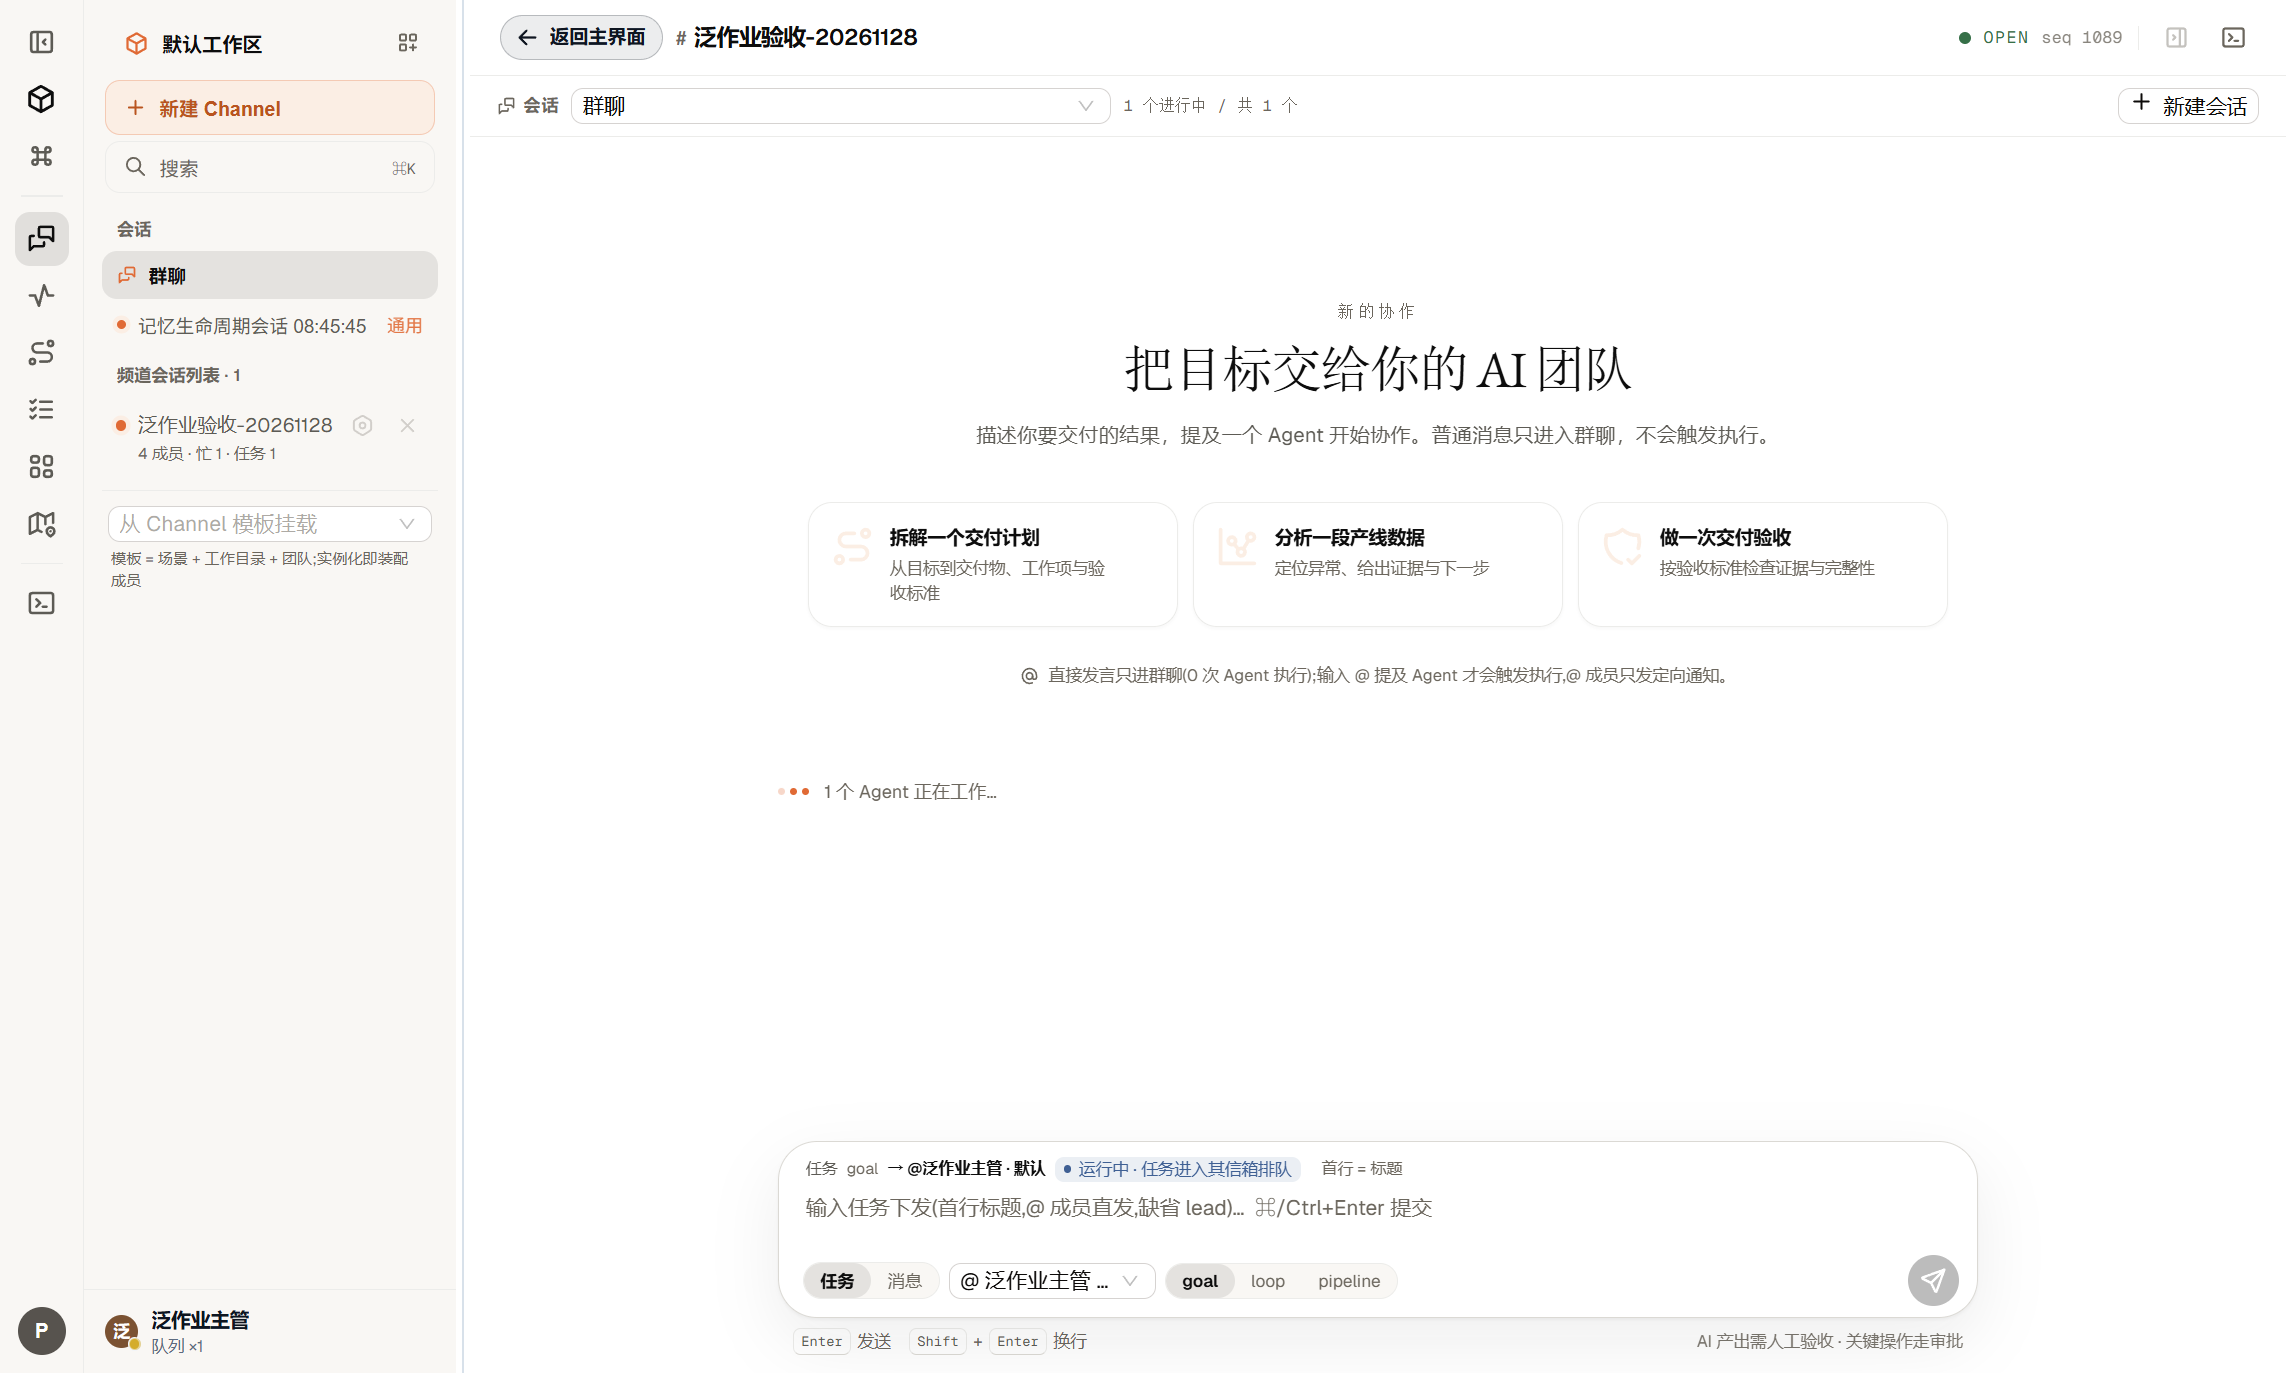 默认工作区
新建 Channel
搜索 ⌘K
会话
群聊
记忆生命周期会话 08:45:45 通用
频道会话列表 · 1
泛作业验收-20261128
4 成员 · 忙 1 · 任务 1
从 Channel 模板挂载
模板 = 场景 + 工作目录 + 团队;实例化即装配
成员
P
泛
泛作业主管
队列 ×1
返回主界面 # 泛作业验收-20261128
OPEN seq 1089
会话 群聊 1 个进行中 / 共 1 个
新建会话
新的协作
把目标交给你的 AI 团队
描述你要交付的结果，提及一个 Agent 开始协作。普通消息只进入群聊，不会触发执行。
拆解一个交付计划
从目标到交付物、工作项与验
收标准
分析一段产线数据
定位异常、给出证据与下一步
做一次交付验收
按验收标准检查证据与完整性
@ 直接发言只进群聊(0 次 Agent 执行);输入 @ 提及 Agent 才会触发执行,@ 成员只发定向通知。
1 个 Agent 正在工作...
任务 goal → @泛作业主管 · 默认 运行中 · 任务进入其信箱排队 首行 = 标题
输入任务下发(首行标题,@ 成员直发,缺省 lead)... ⌘/Ctrl+Enter 提交
任务 消息 @ 泛作业主管 ... goal loop pipeline
Enter 发送 Shift + Enter 换行
AI 产出需人工验收 · 关键操作走审批